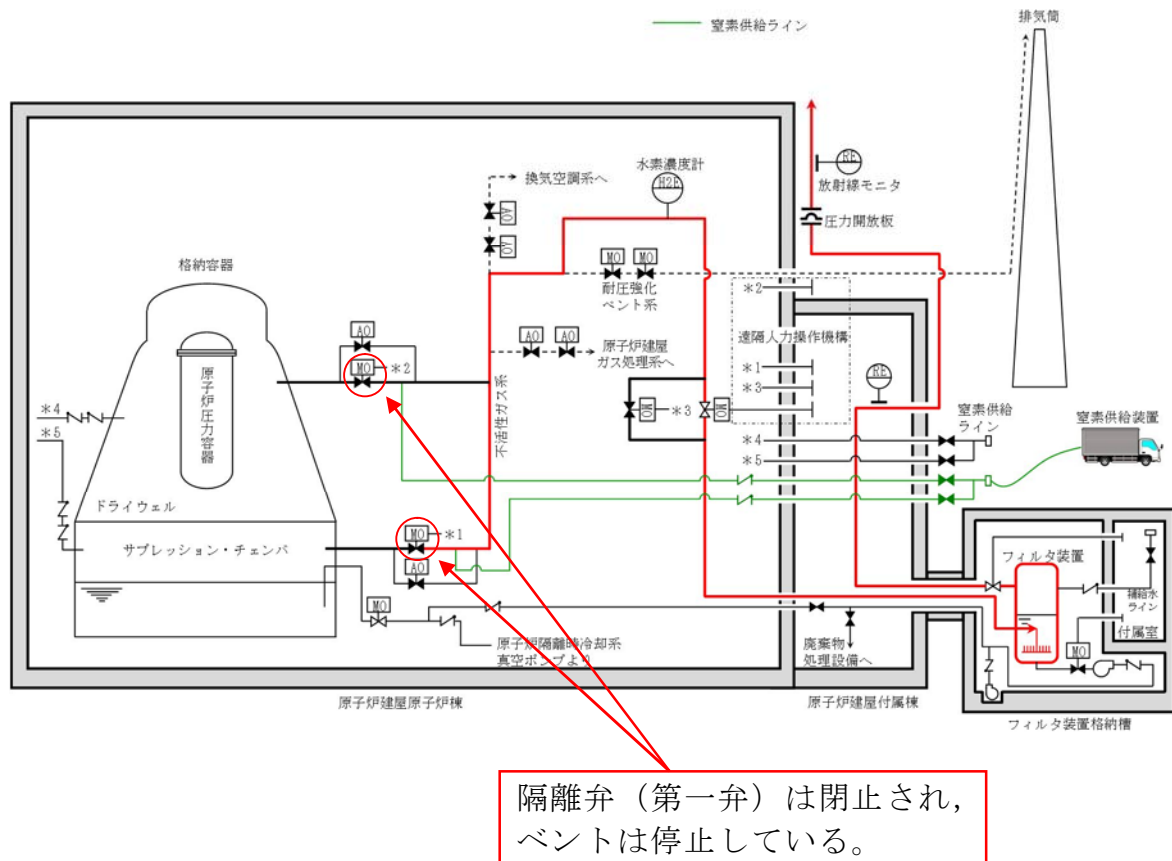 窒素供給ライン
排気筒
水素濃度計
H2E
RE
放射線モニタ
圧力開放板
換気空調系へ
AO
AO
格納容器
MO MO
耐圧強化
ベント系
＊2
遠隔人力操作機構
＊1
＊3
AO
MO
＊2
AO AO
原子炉建屋
ガス処理系へ
RE
原子炉圧力容器
不活性ガス系
MO
＊3
MO
＊4
＊5
＊4
＊5
窒素供給
ライン
窒素供給装置
ドライウェル
サプレッション・チェンバ
MO
＊1
AO
フィルタ装置
補給水
ライン
付属室
MO
MO
原子炉隔離時冷却系
真空ポンプより
廃棄物
処理設備へ
原子炉建屋原子炉棟
原子炉建屋付属棟
フィルタ装置格納槽
隔離弁（第一弁）は閉止され，
ベントは停止している。